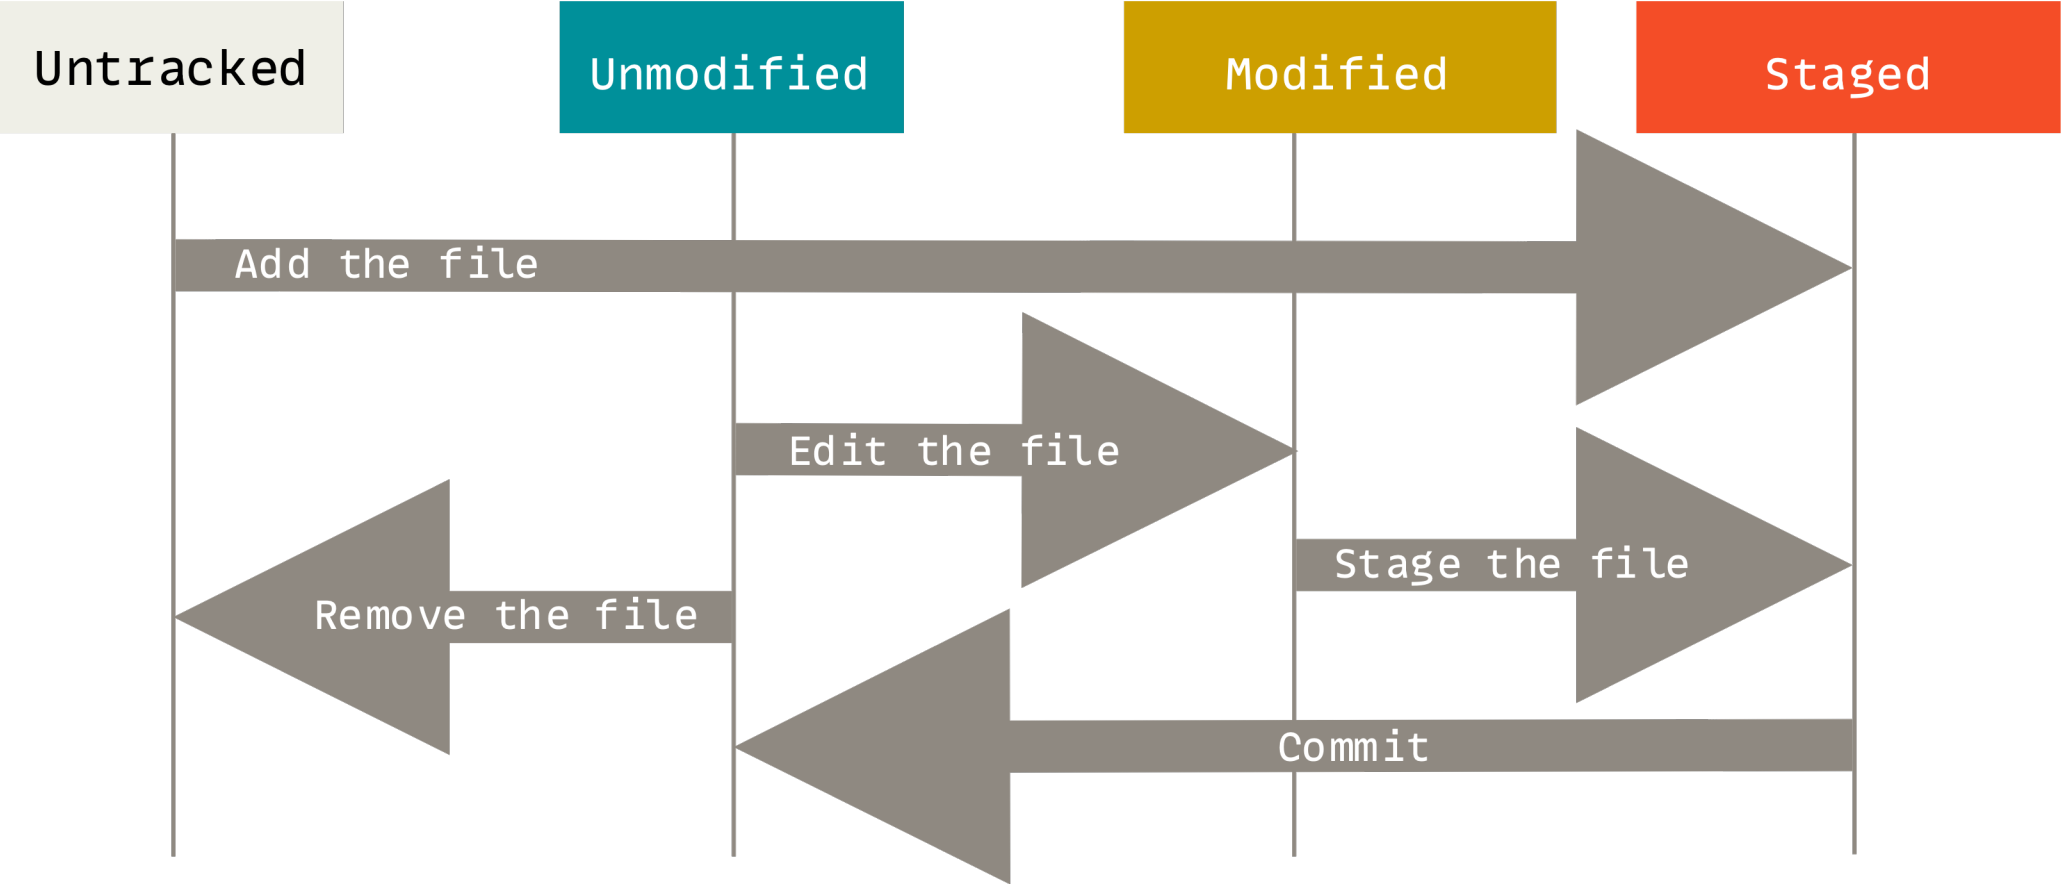 Untracked
Unmodified
Modified
Staged
Add the file
Edit the file
Stage the file
Remove the file
Commit